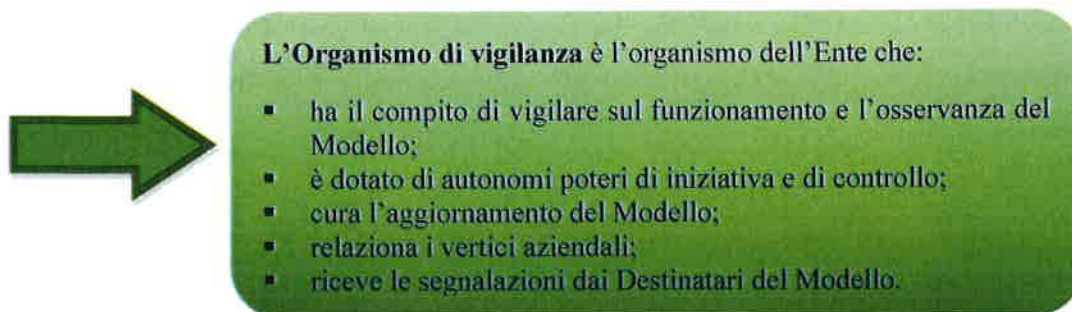 L'Organismo di vigilanza è l'organismo dell'Ente che:
▪ ha il compito di vigilare sul funzionamento e l'osservanza del
Modello;
▪ è dotato di autonomi poteri di iniziativa e di controllo;
▪ cura l'aggiornamento del Modello;
▪ relaziona i vertici aziendali;
▪ riceve le segnalazioni dai Destinatari del Modello.